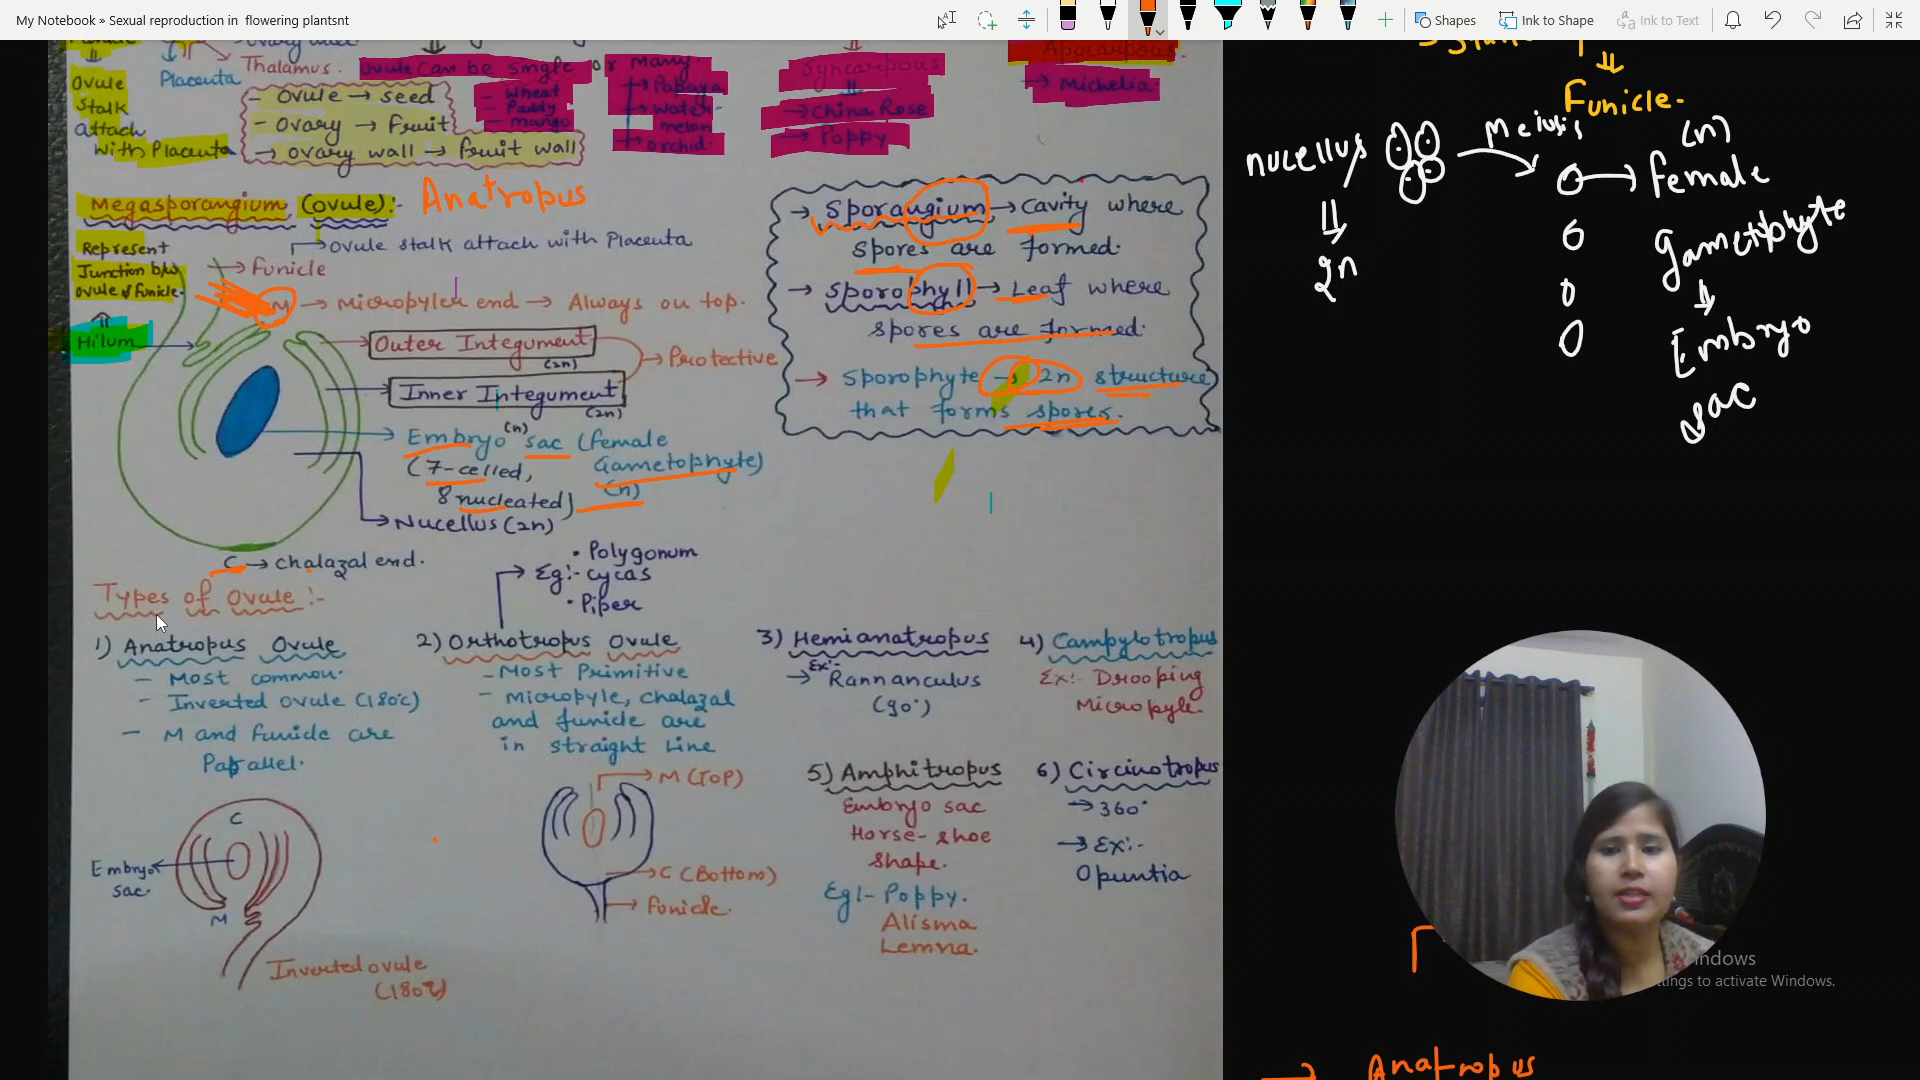 My Notebook » Sexual reproduction in flowering plantsnt
Shapes
Ink to Shape
Ink to Text
Ovule
stalk
attach
with Placenta
Placenta
Thalamus.
Ovule can be single or many.
- Ovule → seed
- Ovary → Fruit
→ ovary wall → fruit wall
- Wheat
- Paddy
- mango
→ Papaya
→ Water-
melon
→ orchid.
Syncarpous
→ China Rose
→ Poppy
Apocarpous.
→ Michelia.
Megasporangium (ovule):- Anatropus
Represent
Junction b/w
ovule & funicle.
Hilum
→ ovule stalk attach with Placenta
→ Funicle
M → Micropyler end → Always on top.
→ Outer Integument
(2n)
→ Protective
→ Inner Integument
(2n)
(n)
→ Embryo sac (female
(7-celled, Gametophyte)
8 nucleated) (n)
→ Nucellus (2n)
C → Chalazal end.
→ Sporangium → Cavity where
spores are formed.
→ Sporophyll → Leaf where
spores are formed.
→ Sporophyte → 2n structure
that forms spores.
Types of Ovule :-
1) Anatropus Ovule
- Most common.
- Inverted ovule (180°c)
- M and funicle are
Parallel.
C
Embryo
sac.
M
Inverted ovule
(180°c)
• Polygonum
→ Eg:- cycas
• Piper
2) Orthotropus Ovule
- Most Primitive
- micropyle, chalazal
and funicle are
in straight line
→ M (TOP)
→ C (Bottom)
→ funicle.
3) Hemianatropus
Ex:-
→ Rannanculus
(90°)
4) Campylotropus
Ex:- Drooping
Micropyle.
5) Amphitropus
Embryo sac
Horse-shoe
shape.
Eg:- Poppy.
Alisma
Lemna.
6) Circinotropus
→ 360°
→ Ex:-
Opuntia
Funicle.
nucellus
2n
Meiosis
(n)
female
gametophyte
Embryo
sac
Windows
ttings to activate Windows.
→ Anatropus